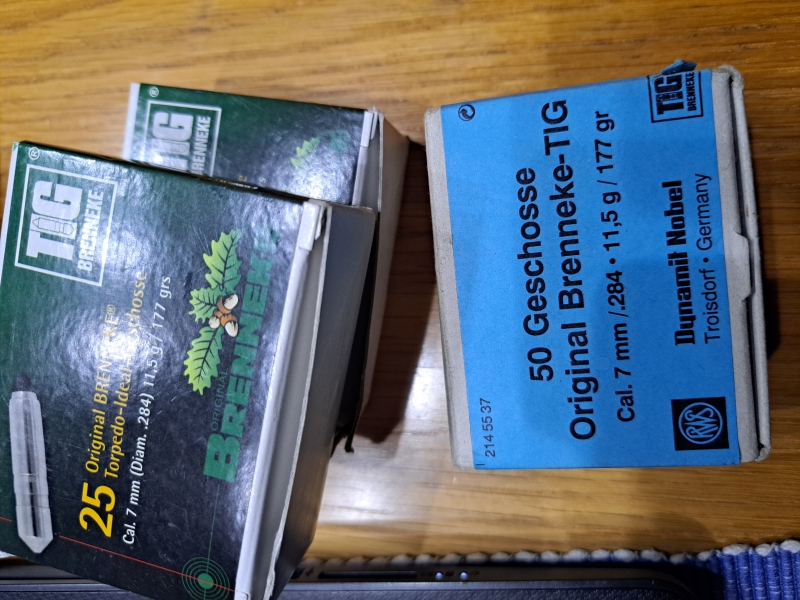 TIG
BRENNEKE
®
25 Original BRENNEKE®
Torpedo-Ideal-Geschosse
Cal. 7 mm (Diam. .284) 11,5 g / 177 grs
ORIGINAL
BRENNEKE
TIG
BRENNEKE
®
50 Geschosse
Original Brenneke-TIG
Cal. 7 mm /.284 • 11,5 g / 177 gr
Dynamit Nobel
Troisdorf • Germany
TIG
BRENNEKE
214 55 37
RWS